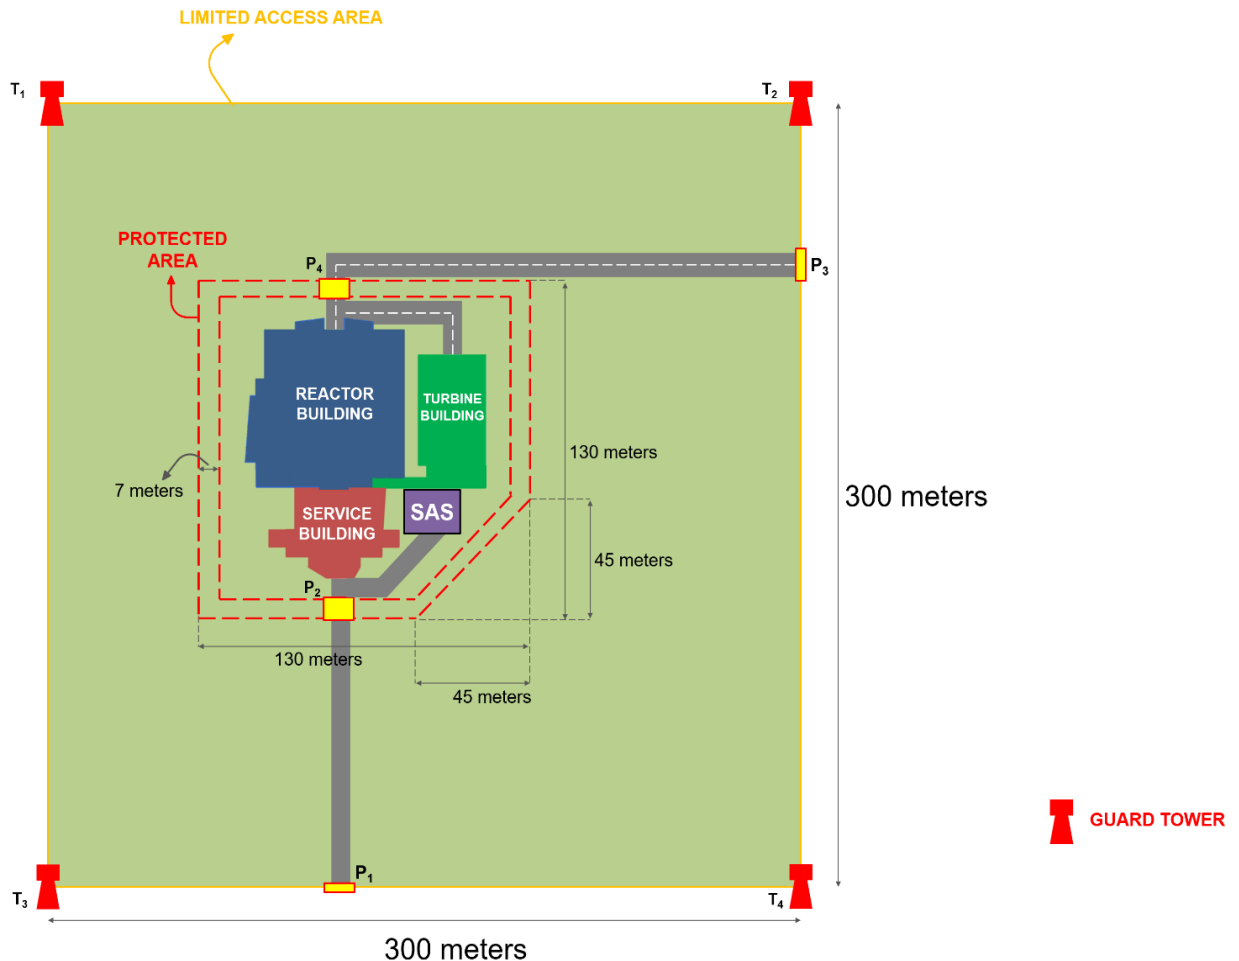 LIMITED ACCESS AREA
T1
T2
PROTECTED
AREA
P4
P3
REACTOR
BUILDING
TURBINE
BUILDING
130 meters
7 meters
300 meters
SERVICE
BUILDING
SAS
45 meters
P2
130 meters
45 meters
GUARD TOWER
P1
T3
T4
300 meters